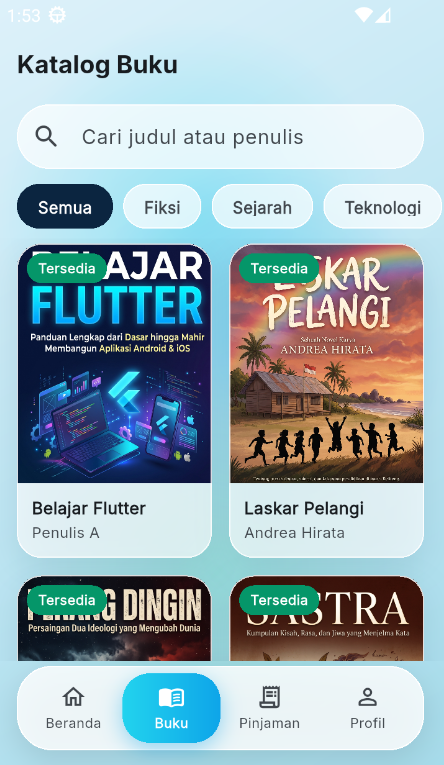 1:53
Katalog Buku
Cari judul atau penulis
Semua
Fiksi
Sejarah
Teknologi
Tersedia
BELAJAR
FLUTTER
Panduan Lengkap dari Dasar hingga Mahir
Membangun Aplikasi Android & iOS
Belajar Flutter
Penulis A
Tersedia
LASKAR
PELANGI
Sebuah Novel Karya
ANDREA HIRATA
Laskar Pelangi
Andrea Hirata
Tersedia
PERANG DINGIN
Persaingan Dua Ideologi yang Mengubah Dunia
Tersedia
SASTRA
Kumpulan Kisah, Rasa, dan Jiwa yang Menjelma Kata
Beranda
Buku
Pinjaman
Profil